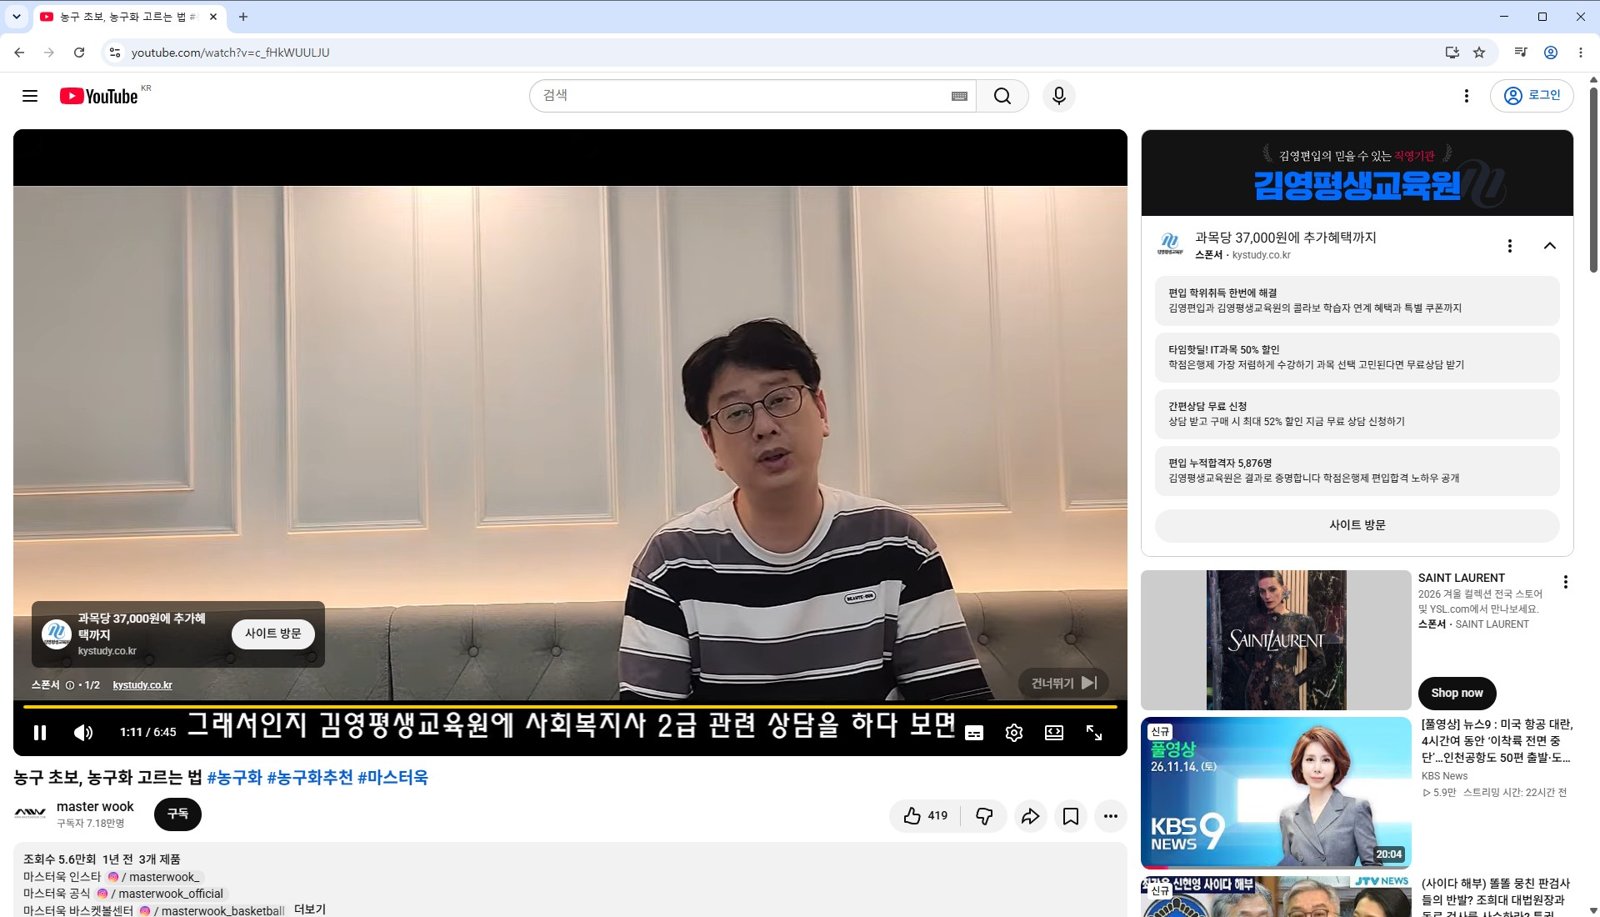 농구 초보, 농구화 고르는 법 #
youtube.com/watch?v=c_fHkWUULJU
YouTube KR
검색
로그인
김영편입의 믿을 수 있는 직영기관
김영평생교육원
과목당 37,000원에 추가혜택까지
스폰서 · kystudy.co.kr
편입 학위취득 한번에 해결
김영편입과 김영평생교육원의 콜라보 학습자 연계 혜택과 특별 쿠폰까지
타임핫딜! IT과목 50% 할인
학점은행제 가장 저렴하게 수강하기 과목 선택 고민된다면 무료상담 받기
간편상담 무료 신청
상담 받고 구매 시 최대 52% 할인 지금 무료 상담 신청하기
편입 누적합격자 5,876명
김영평생교육원은 결과로 증명합니다 학점은행제 편입합격 노하우 공개
사이트 방문
과목당 37,000원에 추가혜
택까지
kystudy.co.kr
사이트 방문
스폰서 · 1/2 kystudy.co.kr
건너뛰기
1:11 / 6:45
그래서인지 김영평생교육원에 사회복지사 2급 관련 상담을 하다 보면
농구 초보, 농구화 고르는 법 #농구화 #농구화추천 #마스터욱
master wook
구독자 7.18만명
구독
419
조회수 5.6만회 1년 전 3개 제품
마스터욱 인스타 / masterwook_
마스터욱 공식 / masterwook_official
마스터욱 바스켓볼센터 / masterwook_basketball 더보기
SAINT LAURENT
SAINT LAURENT
2026 겨울 컬렉션 전국 스토어
및 YSL.com에서 만나보세요.
스폰서 · SAINT LAURENT
Shop now
신규
풀영상
26.11.14.(토)
KBS
NEWS 9
20:04
[풀영상] 뉴스9 : 미국 항공 대란,
4시간여 동안 ‘이착륙 전면 중
단’…인천공항도 50편 출발·도…
KBS News
5.9만 스트리밍 시간: 22시간 전
신규
신현영 사이다 해부
JTV NEWS
(사이다 해부) 똘똘 뭉친 판검사
들의 반발? 조희대 대법원장과